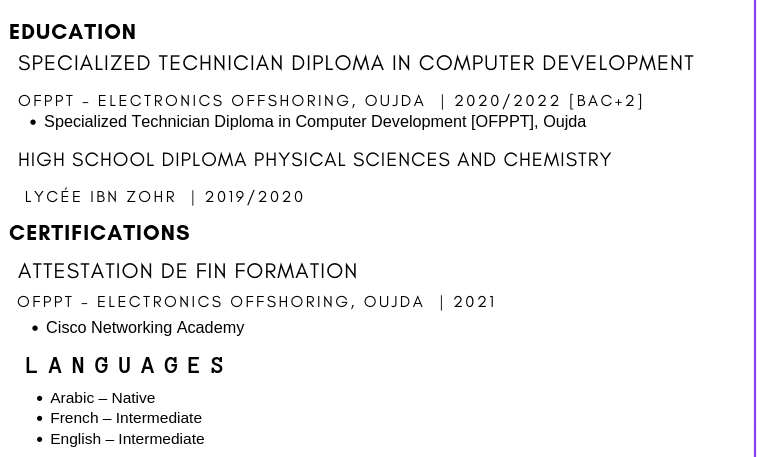 EDUCATION
SPECIALIZED TECHNICIAN DIPLOMA IN COMPUTER DEVELOPMENT
OFPPT – ELECTRONICS OFFSHORING, OUJDA | 2020/2022 [BAC+2]
• Specialized Technician Diploma in Computer Development [OFPPT], Oujda
HIGH SCHOOL DIPLOMA PHYSICAL SCIENCES AND CHEMISTRY
LYCÉE IBN ZOHR | 2019/2020
CERTIFICATIONS
ATTESTATION DE FIN FORMATION
OFPPT – ELECTRONICS OFFSHORING, OUJDA | 2021
• Cisco Networking Academy
LANGUAGES
• Arabic – Native
• French – Intermediate
• English – Intermediate